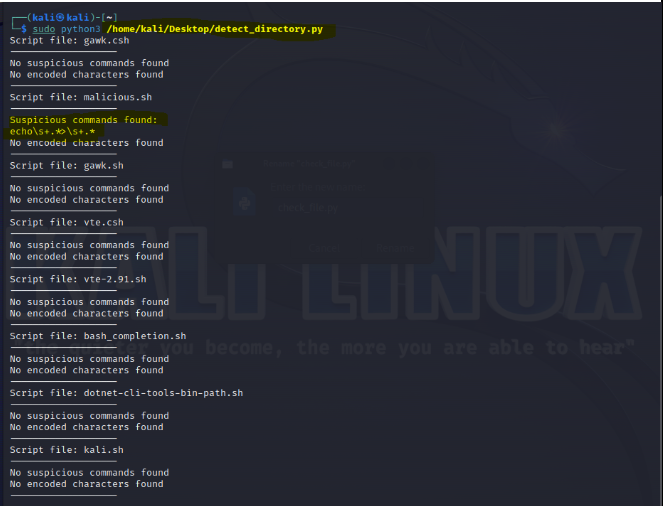 (kali㉿kali)-[~]
$ sudo python3 /home/kali/Desktop/detect_directory.py
Script file: gawk.csh
No suspicious commands found
No encoded characters found
Script file: malicious.sh
Suspicious commands found:
echo\s+.*>\s+.*
No encoded characters found
Script file: gawk.sh
No suspicious commands found
No encoded characters found
Script file: vte.csh
No suspicious commands found
No encoded characters found
Script file: vte-2.91.sh
No suspicious commands found
No encoded characters found
Script file: bash_completion.sh
No suspicious commands found
No encoded characters found
Script file: dotnet-cli-tools-bin-path.sh
No suspicious commands found
No encoded characters found
Script file: kali.sh
No suspicious commands found
No encoded characters found
KALI LINUX
"the quieter you become, the more you are able to hear"